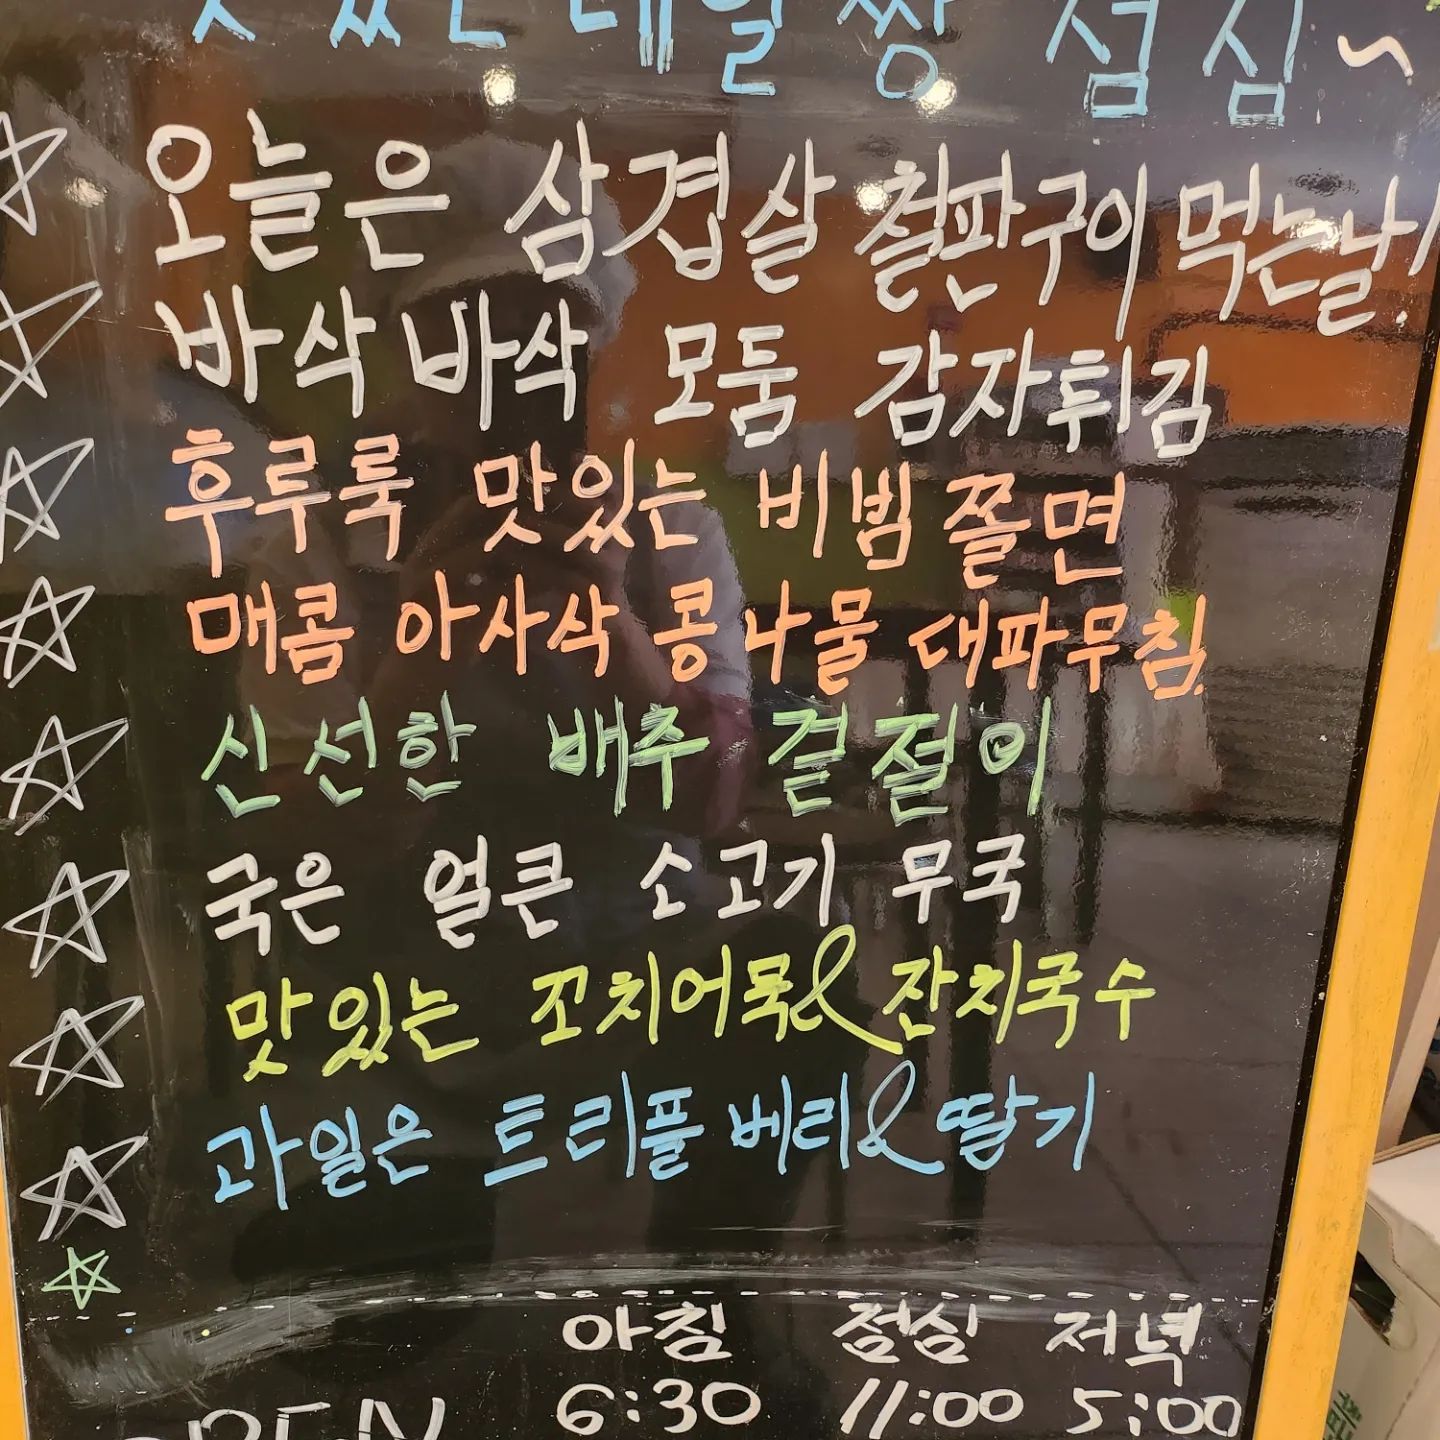 맛있는 데일짱 점심~
오늘은 삼겹살 철판구이 먹는날!
바삭바삭 모둠 감자튀김
후루룩 맛있는 비빔쫄면
매콤 아사삭 콩나물 대파무침.
신선한 배추 겉절이
국은 얼큰 소고기 무국
맛있는 꼬치어묵&잔치국수
과일은 트리플베리&딸기
아침 점심 저녁
OPEN 6:30 11:00 5:00